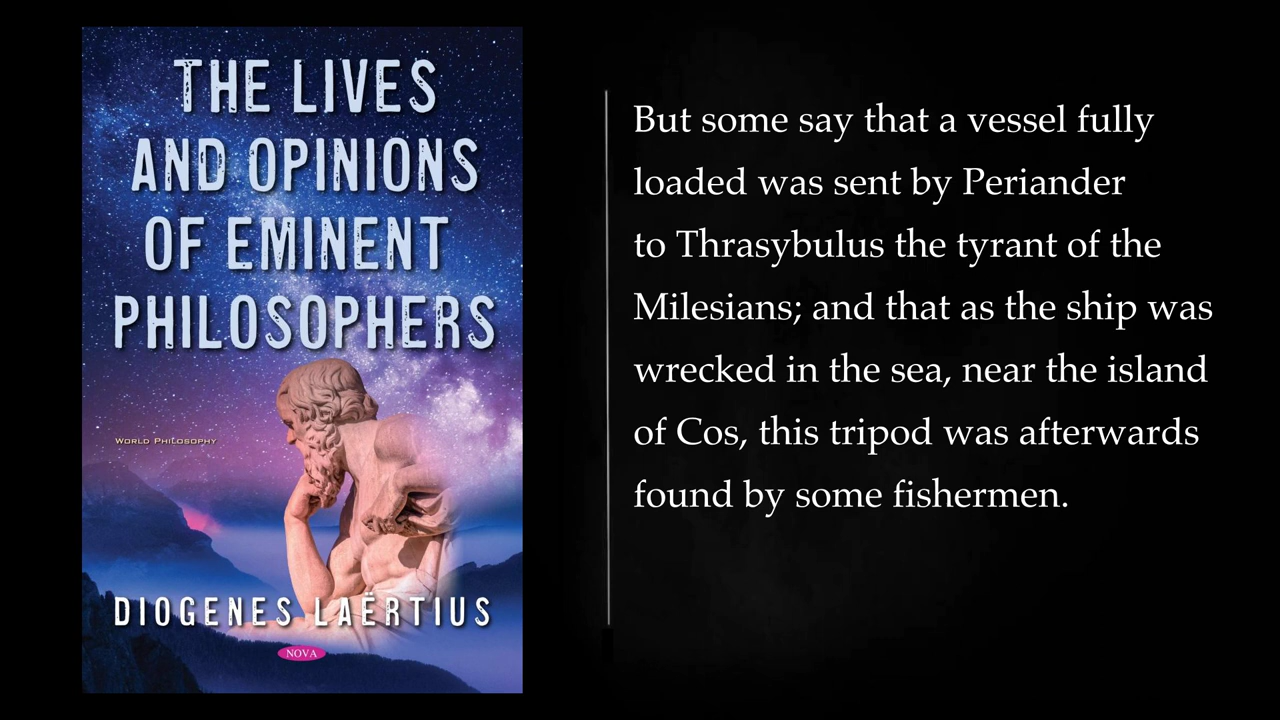 THE LIVES
AND OPINIONS
OF EMINENT
PHILOSOPHERS
WORLD PHILOSOPHY
DIOGENES LAËRTIUS
NOVA
But some say that a vessel fully
loaded was sent by Periander
to Thrasybulus the tyrant of the
Milesians; and that as the ship was
wrecked in the sea, near the island
of Cos, this tripod was afterwards
found by some fishermen.